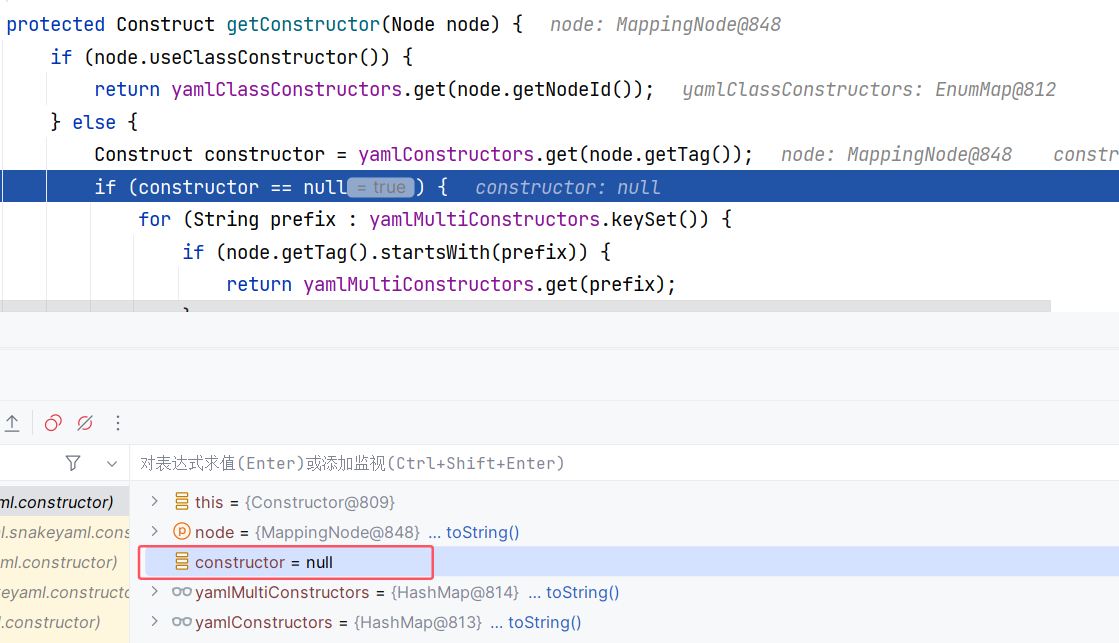 protected Construct getConstructor(Node node) {   node: MappingNode@848
if (node.useClassConstructor()) {
return yamlClassConstructors.get(node.getNodeId());   yamlClassConstructors: EnumMap@812
} else {
Construct constructor = yamlConstructors.get(node.getTag());   node: MappingNode@848   constr
if (constructor == null = true ) {   constructor: null
for (String prefix : yamlMultiConstructors.keySet()) {
if (node.getTag().startsWith(prefix)) {
return yamlMultiConstructors.get(prefix);
对表达式求值(Enter)或添加监视(Ctrl+Shift+Enter)
ml.constructor)
this = {Constructor@809}
l.snakeyaml.cons
node = {MappingNode@848} ... toString()
ml.constructor)
constructor = null
eyaml.constructo
yamlMultiConstructors = {HashMap@814} ... toString()
l.constructor)
yamlConstructors = {HashMap@813} ... toString()